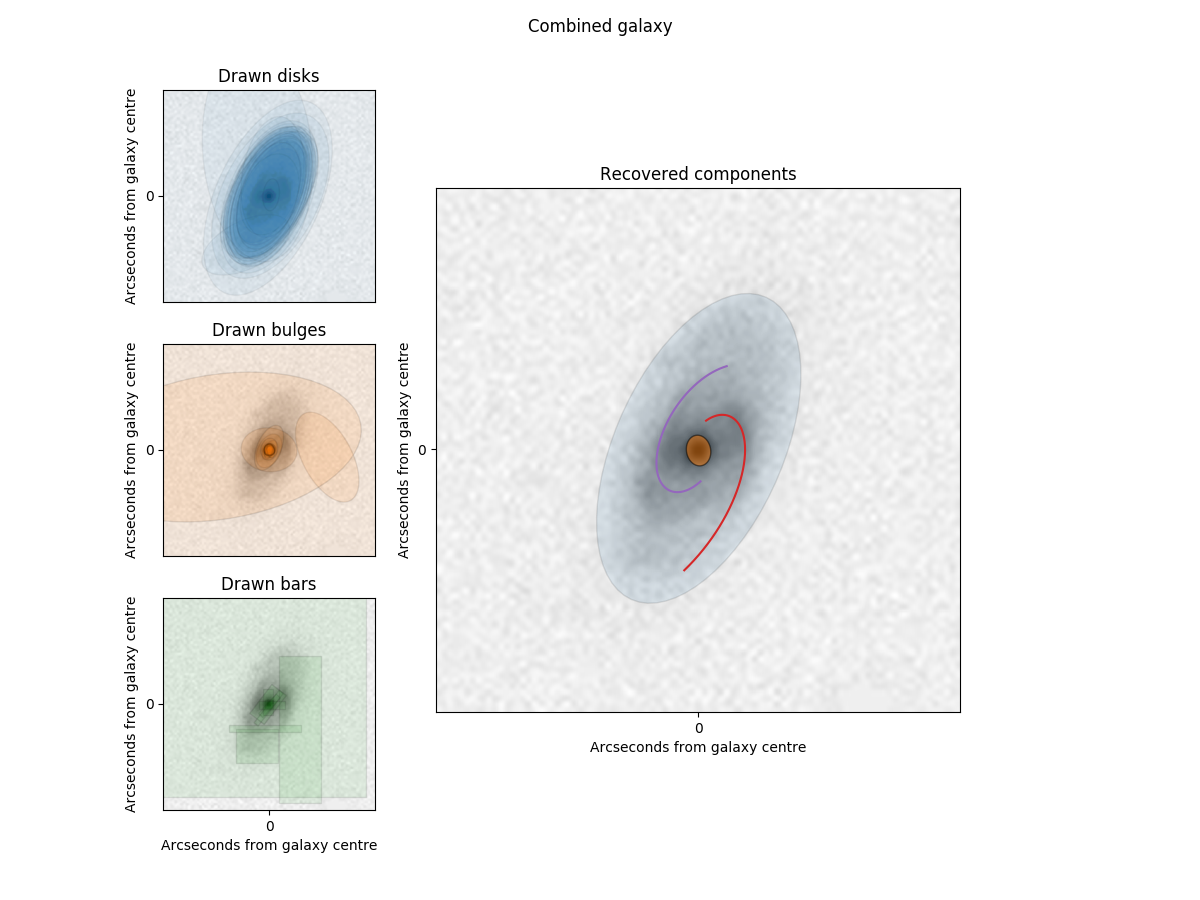 Combined galaxy
Drawn disks
Arcseconds from galaxy centre
0
Drawn bulges
Arcseconds from galaxy centre
0
Drawn bars
Arcseconds from galaxy centre
0
0
Arcseconds from galaxy centre
Recovered components
Arcseconds from galaxy centre
0
0
Arcseconds from galaxy centre